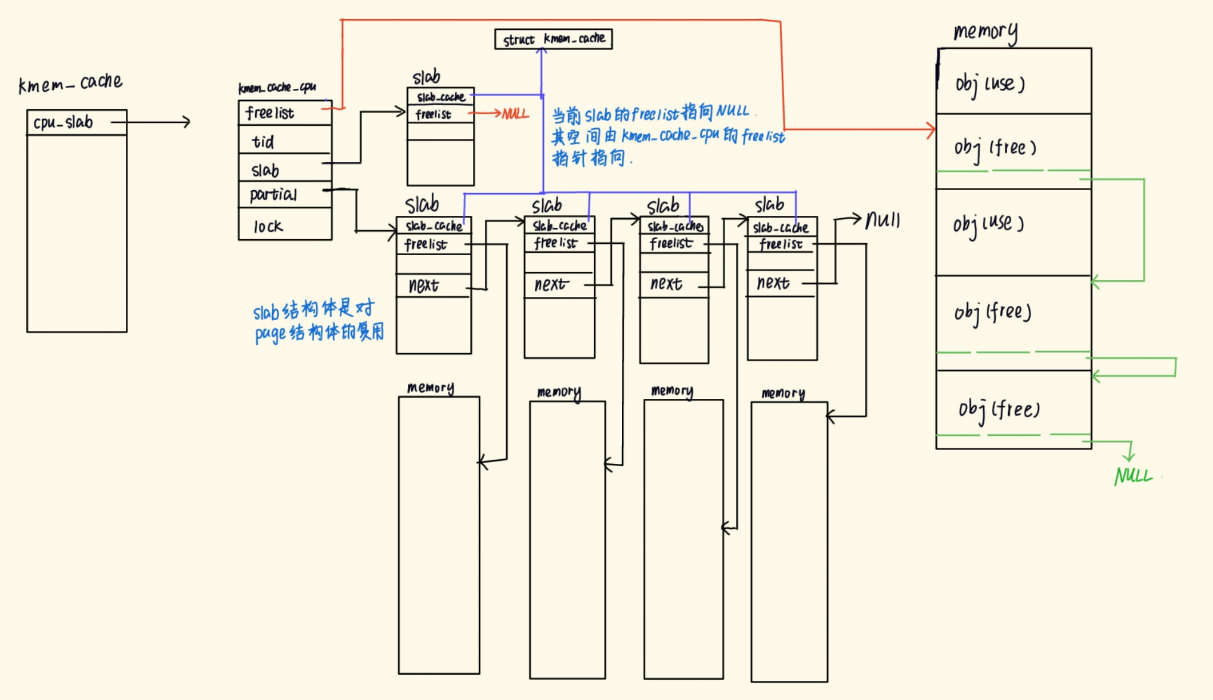 kmem_cache
cpu_slab
kmem_cache_cpu
freelist
tid
slab
partial
lock
slab
slab_cache
freelist
NULL
struct kmem_cache
当前slab的freelist指向NULL.
其空间由kmem_cache_cpu的freelist
指针指向.
slab
slab_cache
freelist
next
slab
slab_cache
freelist
next
slab
slab_cache
freelist
next
slab
slab_cache
freelist
next
null
slab结构体是对
page结构体的复用
memory
memory
memory
memory
memory
obj(use)
obj(free)
obj(use)
obj(free)
obj(free)
NULL.